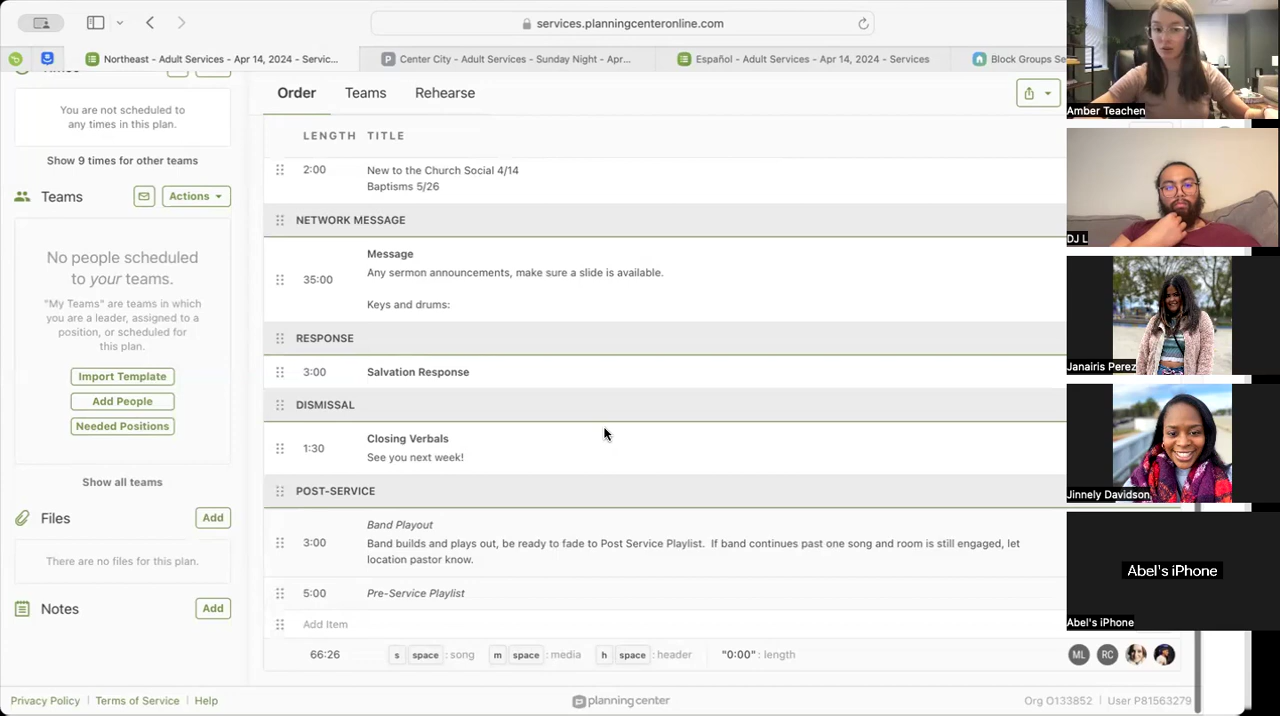 services.planningcenteronline.com
Northeast - Adult Services - Apr 14, 2024 - Servic...
Center City - Adult Services - Sunday Night - Apr...
Español - Adult Services - Apr 14, 2024 - Services
Block Groups Se
You are not scheduled to
any times in this plan.
Show 9 times for other teams
Teams
Actions
No people scheduled
to your teams.
"My Teams" are teams in which
you are a leader, assigned to a
position, or scheduled for
this plan.
Import Template
Add People
Needed Positions
Show all teams
Files
Add
There are no files for this plan.
Notes
Add
Order Teams Rehearse
LENGTH TITLE
2:00 New to the Church Social 4/14
Baptisms 5/26
NETWORK MESSAGE
Message
35:00 Any sermon announcements, make sure a slide is available.
Keys and drums:
RESPONSE
3:00 Salvation Response
DISMISSAL
Closing Verbals
1:30 See you next week!
POST-SERVICE
Band Playout
3:00 Band builds and plays out, be ready to fade to Post Service Playlist. If band continues past one song and room is still engaged, let
location pastor know.
5:00 Pre-Service Playlist
Add Item
66:26 s space : song m space : media h space : header "0:00" : length
ML RC
Privacy Policy Terms of Service Help
planning center
Org O133852 User P81563279
Amber Teachen
DJ L
Janairis Perez
Jinnely Davidson
Abel's iPhone
Abel's iPhone